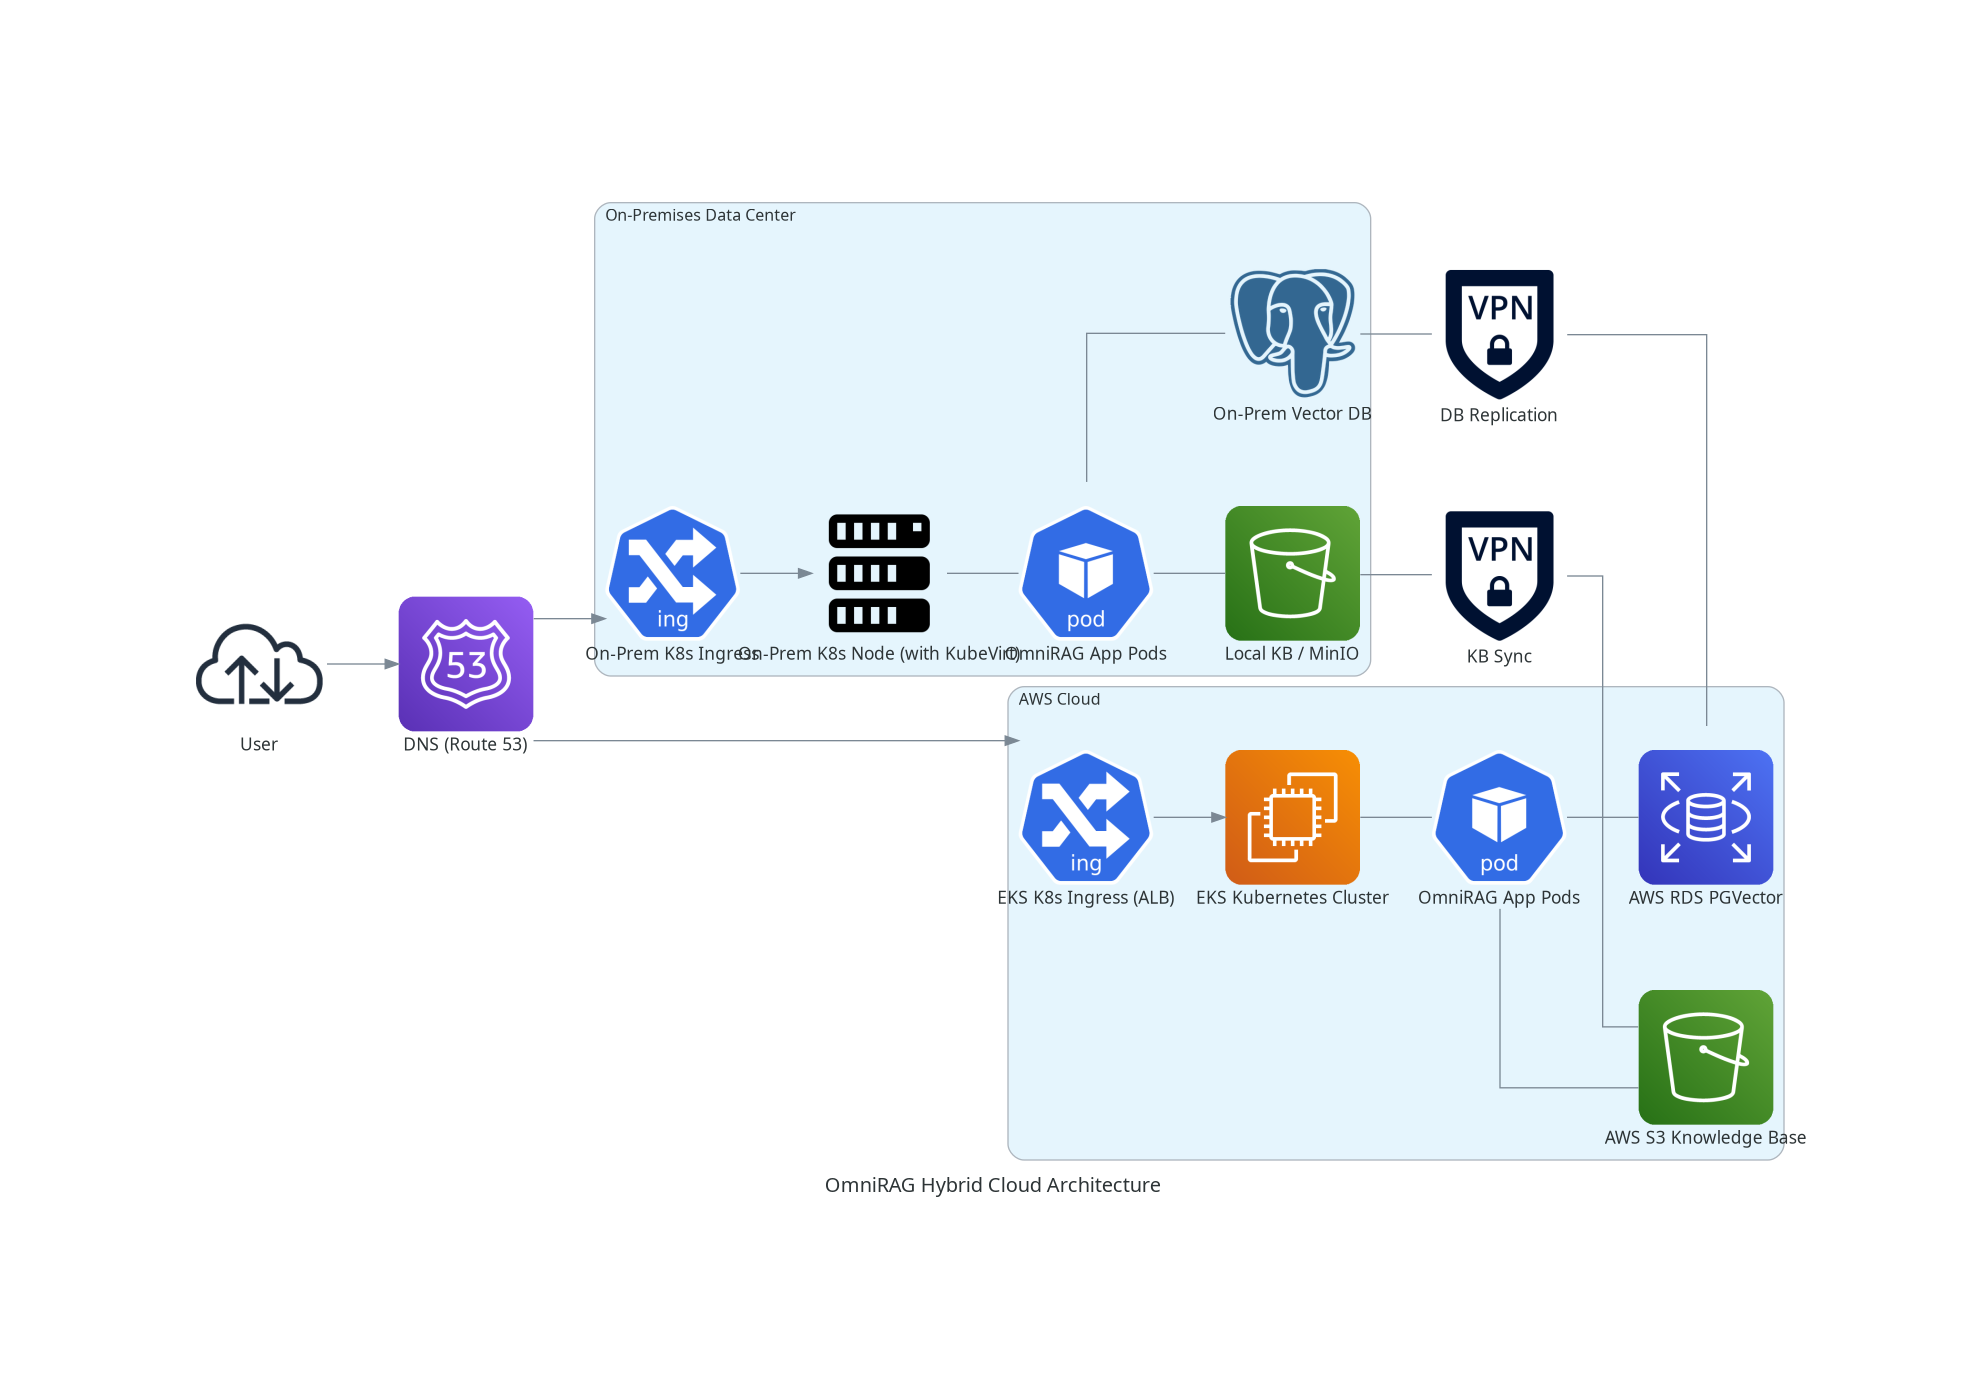 On-Premises Data Center
VPN
On-Prem Vector DB
DB Replication
ing
pod
VPN
On-Prem K8s Ingress
On-Prem K8s Node (with KubeVirt)
OmniRAG App Pods
Local KB / MinIO
KB Sync
53
User
DNS (Route 53)
AWS Cloud
ing
pod
EKS K8s Ingress (ALB)
EKS Kubernetes Cluster
OmniRAG App Pods
AWS RDS PGVector
AWS S3 Knowledge Base
OmniRAG Hybrid Cloud Architecture